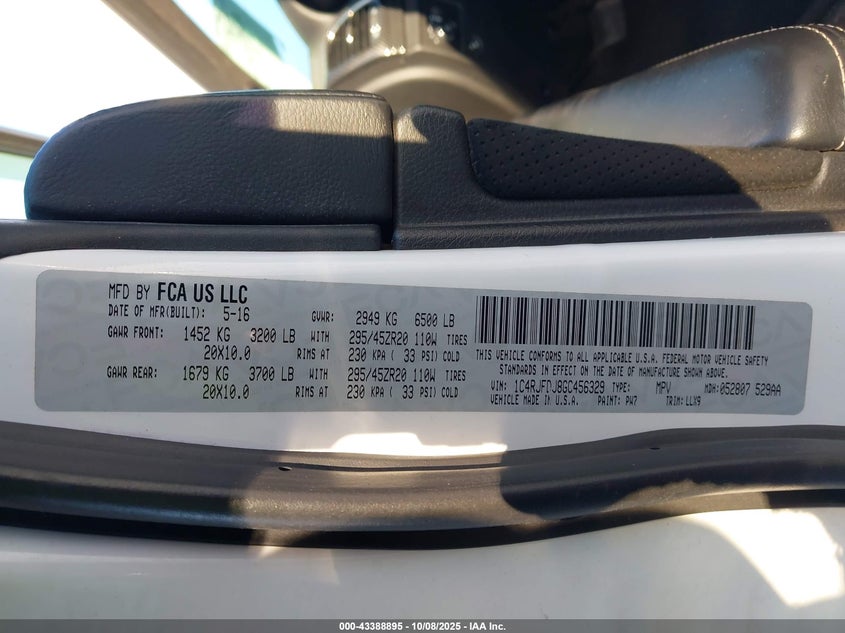 MFD BY FCA US LLC
DATE OF MFR(BUILT): 5-16 GVWR: 2949 KG 6500 LB
GAWR FRONT: 1452 KG 3200 LB WITH 295/45ZR20 110W TIRES
20X10.0 RIMS AT 230 KPA ( 33 PSI) COLD
GAWR REAR: 1679 KG 3700 LB WITH 295/45ZR20 110W TIRES
20X10.0 RIMS AT 230 KPA ( 33 PSI) COLD
THIS VEHICLE CONFORMS TO ALL APPLICABLE U.S.A. FEDERAL MOTOR VEHICLE SAFETY
STANDARDS IN EFFECT ON THE DATE OF MANUFACTURE SHOWN ABOVE.
VIN: 1C4RJFDJ8GC456329 TYPE: MPV MDH: 052807 529AA
VEHICLE MADE IN U.S.A. PAINT: PW7 TRIM: LLX9
000-43388895 - 10/08/2025 - IAA Inc.